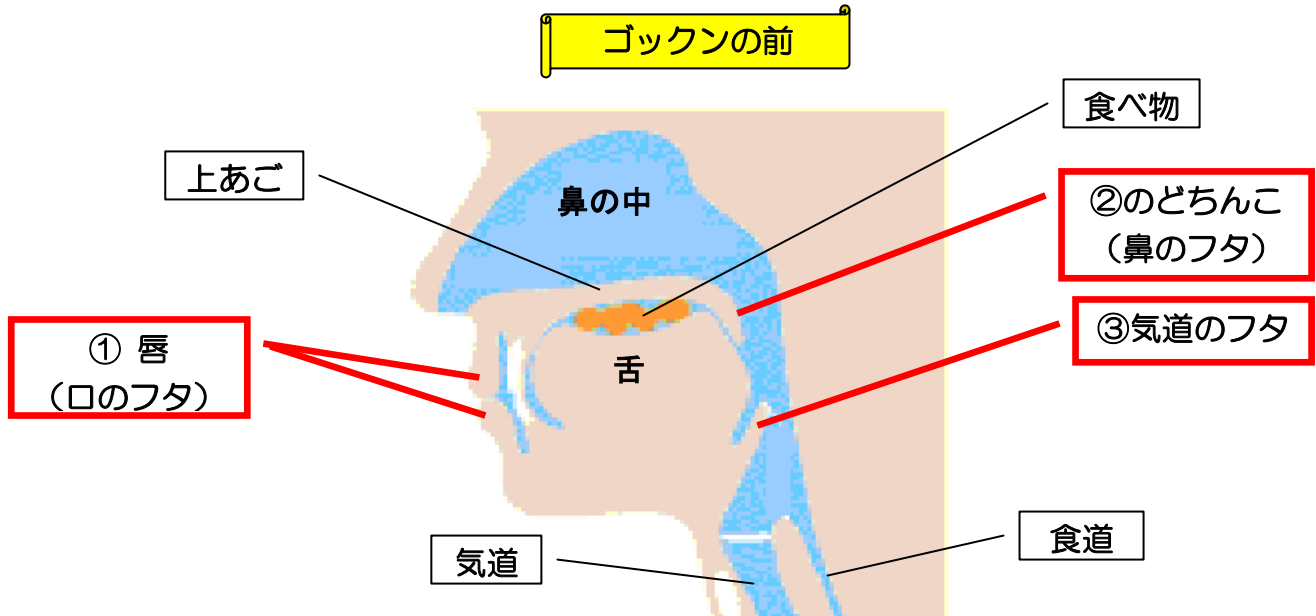 ゴックンの前
食べ物
上あご
鼻の中
②のどちんこ
(鼻のフタ)
③気道のフタ
① 唇
(口のフタ)
舌
気道
食道